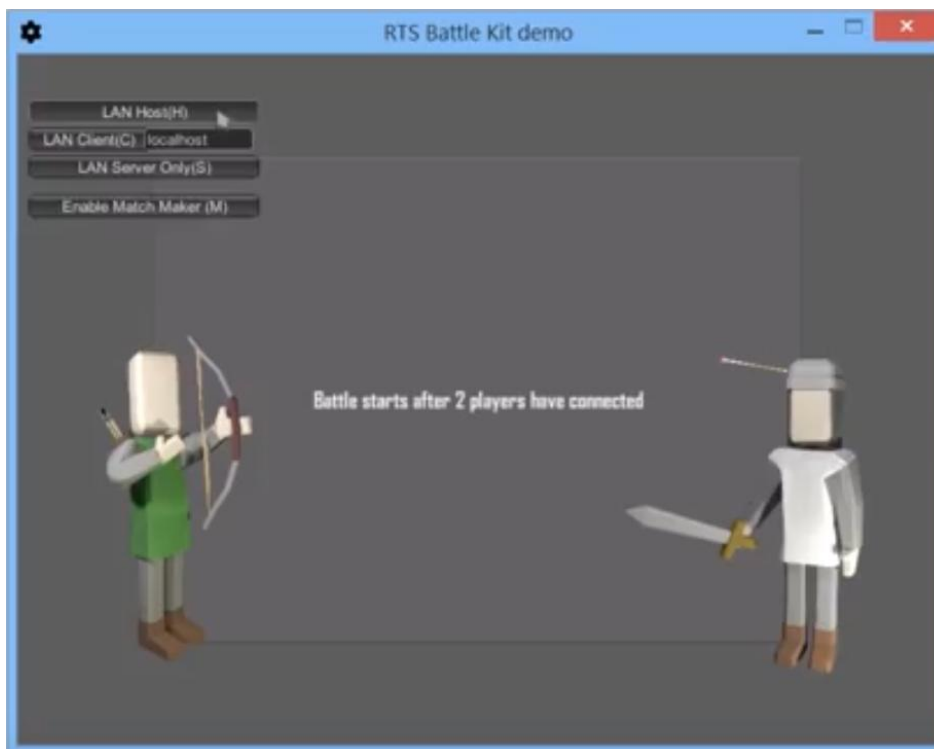 RTS Battle Kit demo
LAN Host(H)
LAN Client(C) localhost
LAN Server Only(S)
Enable Match Maker (M)
Battle starts after 2 players have connected